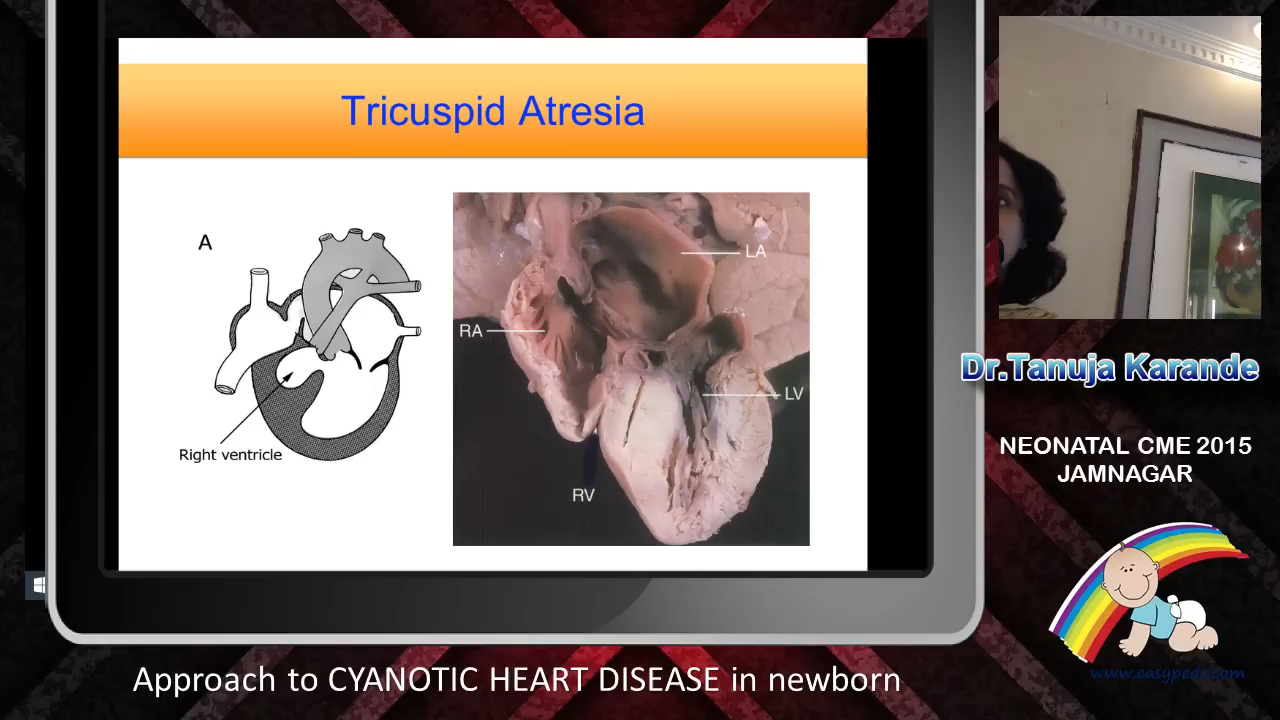 Tricuspid Atresia
A
Right ventricle
LA
RA
LV
RV
Dr.Tanuja Karande
NEONATAL CME 2015
JAMNAGAR
www.easypeds.com
Approach to CYANOTIC HEART DISEASE in newborn